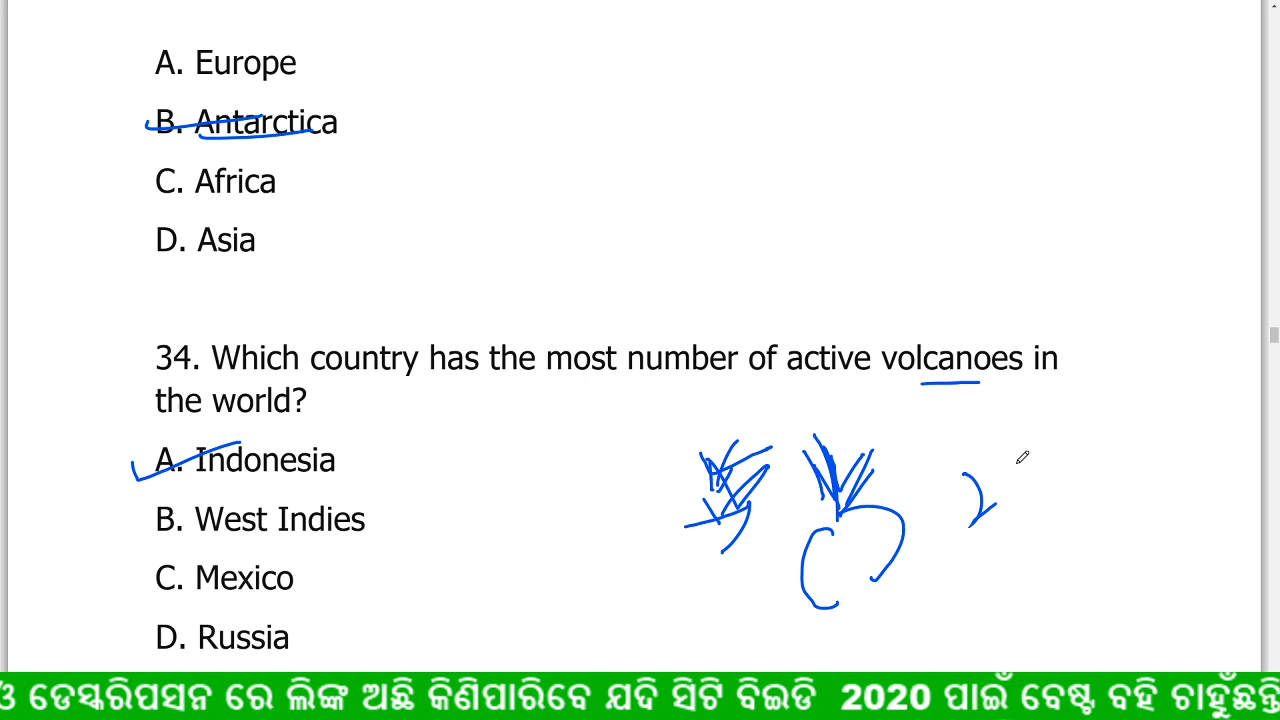 A. Europe
B. Antarctica
C. Africa
D. Asia
34. Which country has the most number of active volcanoes in
the world?
A. Indonesia
B. West Indies
C. Mexico
D. Russia
ଓ ଡେସ୍କରିପସନ ରେ ଲିଙ୍କ ଅଛି କିଣିପାରିବେ ଯଦି ସିଟି ବିଇଡି 2020 ପାଇଁ ବେଷ୍ଟ ବହି ଚାହୁଁଛନ୍ତି